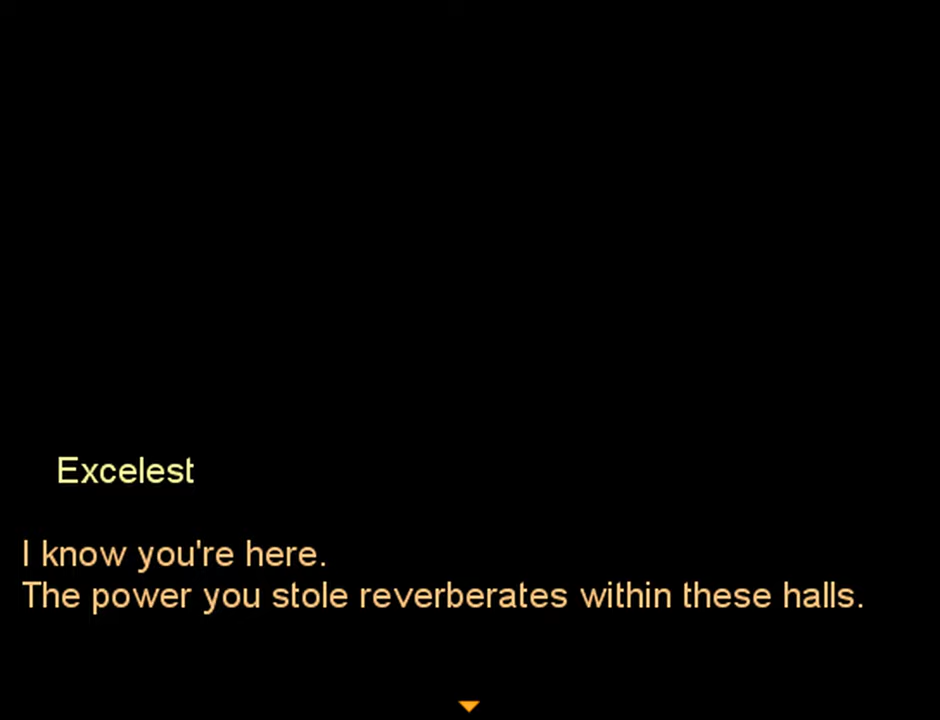 Excelest
I know you're here.
The power you stole reverberates within these halls.